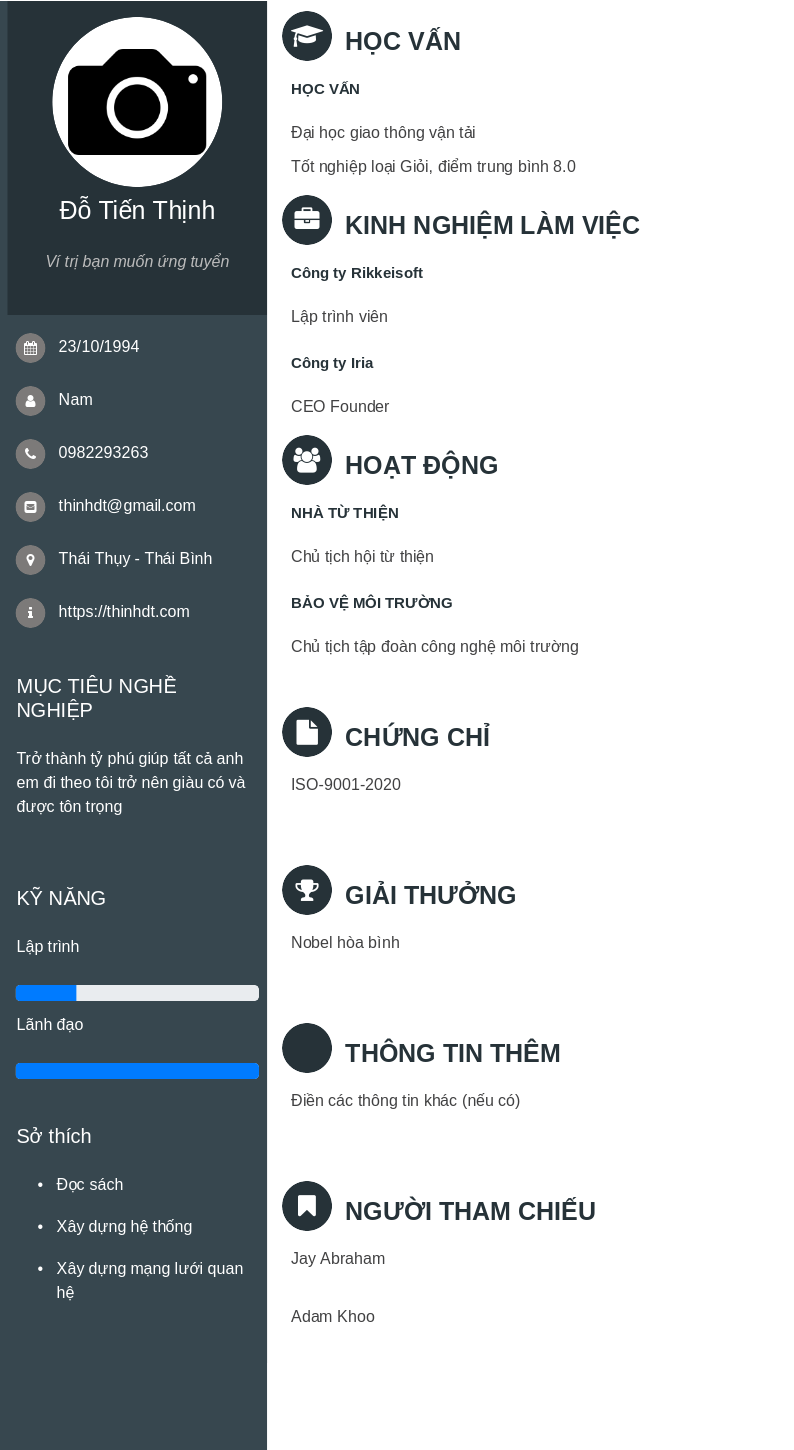 Đỗ Tiến Thịnh
Ví trị bạn muốn ứng tuyển
23/10/1994
Nam
0982293263
thinhdt@gmail.com
Thái Thụy - Thái Bình
https://thinhdt.com
MỤC TIÊU NGHỀ
NGHIỆP
Trở thành tỷ phú giúp tất cả anh
em đi theo tôi trở nên giàu có và
được tôn trọng
KỸ NĂNG
Lập trình
Lãnh đạo
Sở thích
• Đọc sách
• Xây dựng hệ thống
• Xây dựng mạng lưới quan
hệ
HỌC VẤN
HỌC VẤN
Đại học giao thông vận tải
Tốt nghiệp loại Giỏi, điểm trung bình 8.0
KINH NGHIỆM LÀM VIỆC
Công ty Rikkeisoft
Lập trình viên
Công ty Iria
CEO Founder
HOẠT ĐỘNG
NHÀ TỪ THIỆN
Chủ tịch hội từ thiện
BẢO VỆ MÔI TRƯỜNG
Chủ tịch tập đoàn công nghệ môi trường
CHỨNG CHỈ
ISO-9001-2020
GIẢI THƯỞNG
Nobel hòa bình
THÔNG TIN THÊM
Điền các thông tin khác (nếu có)
NGƯỜI THAM CHIẾU
Jay Abraham
Adam Khoo